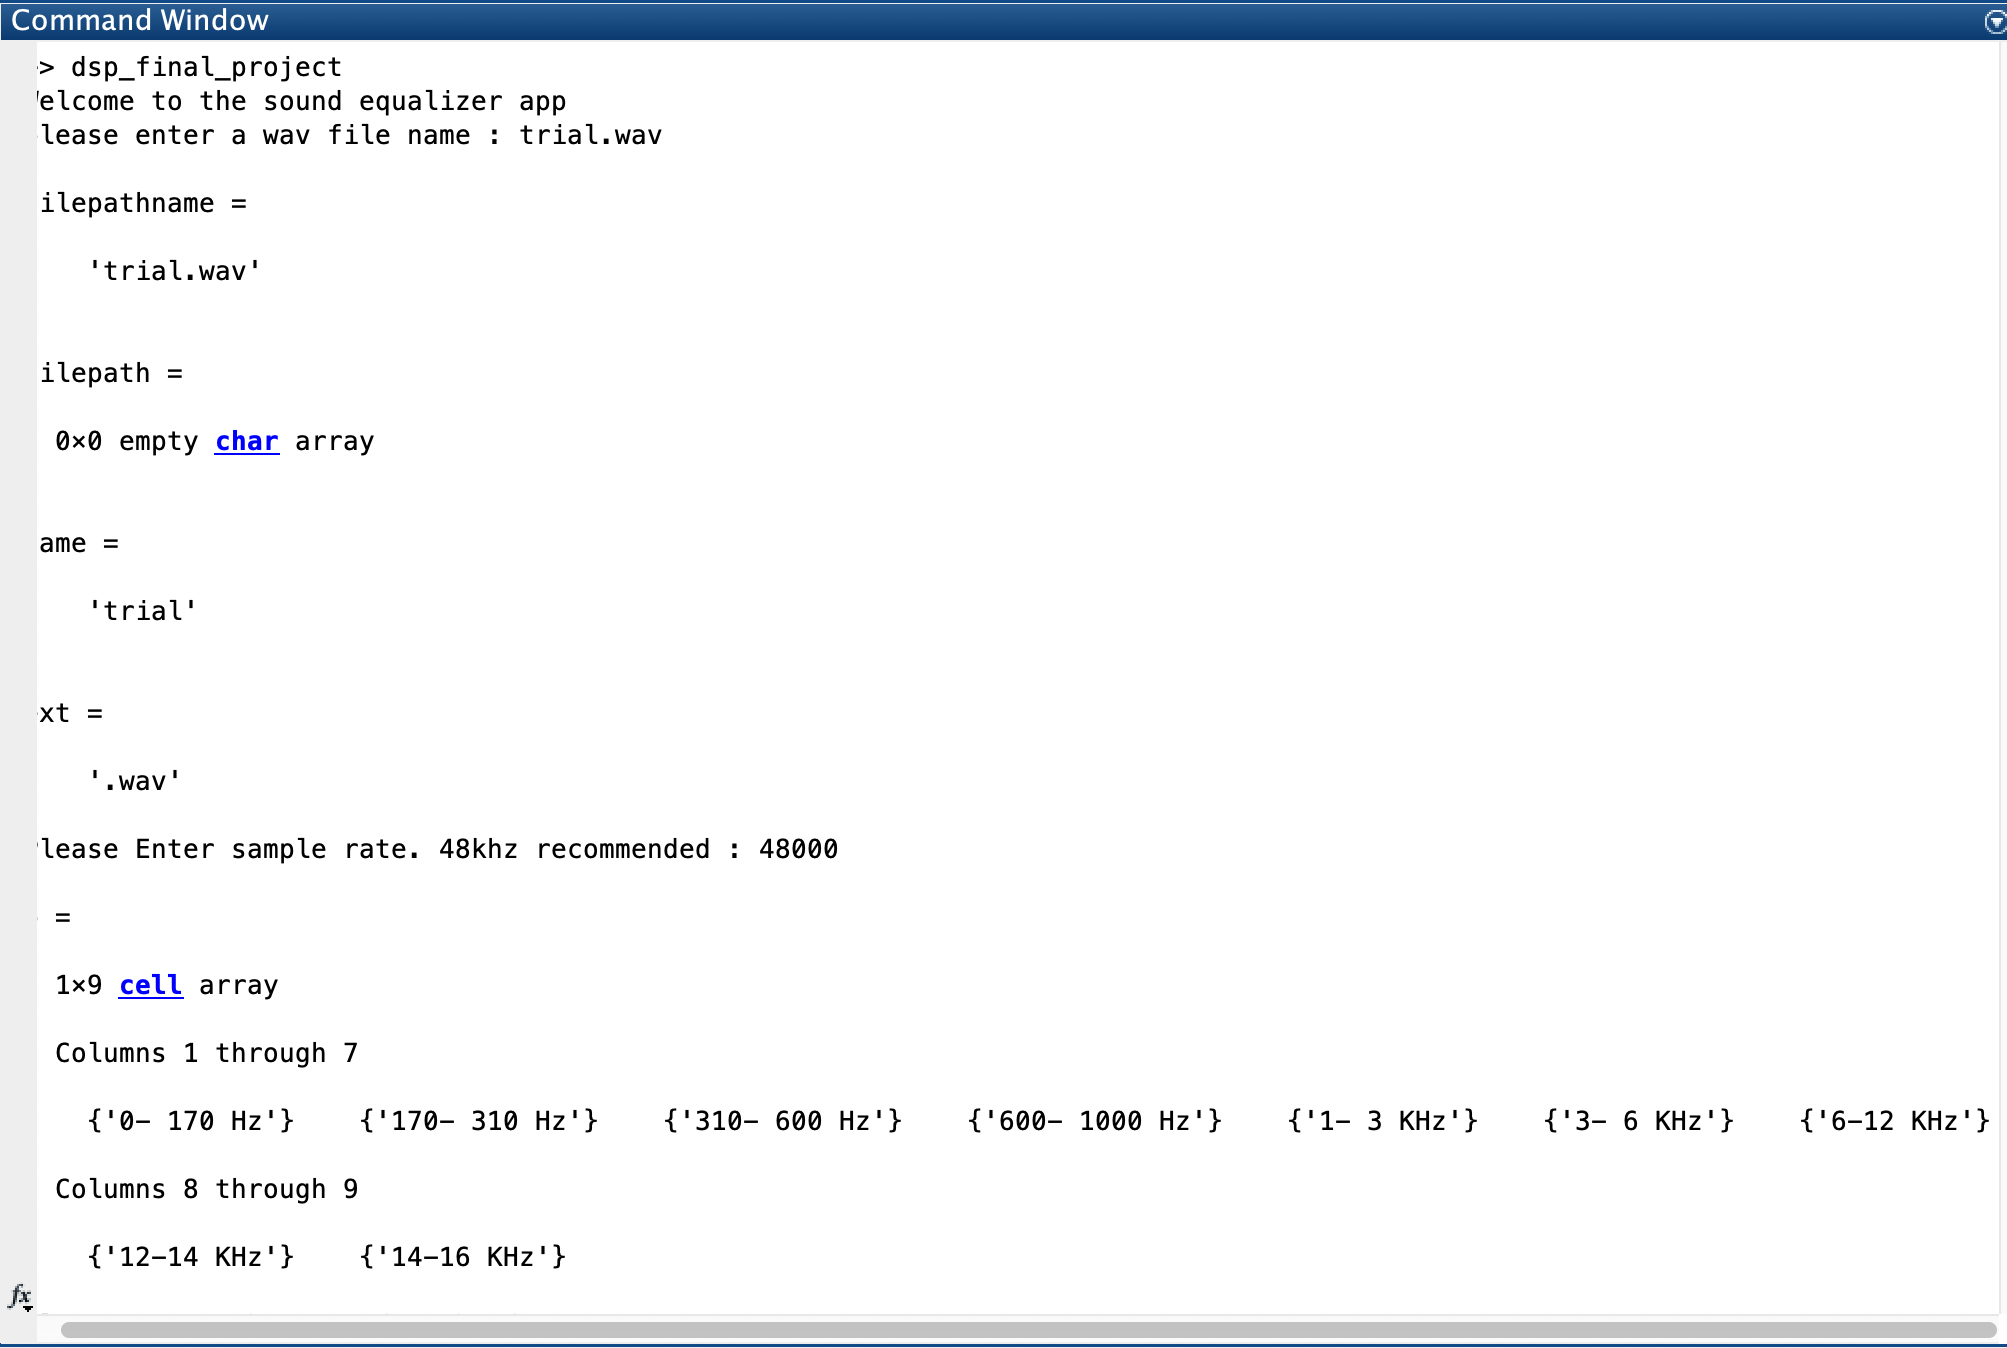 Command Window
> dsp_final_project
elcome to the sound equalizer app
lease enter a wav file name : trial.wav
ilepathname =
'trial.wav'
ilepath =
0×0 empty char array
ame =
'trial'
xt =
'.wav'
lease Enter sample rate. 48khz recommended : 48000
=
1×9 cell array
Columns 1 through 7
{'0– 170 Hz'} {'170– 310 Hz'} {'310– 600 Hz'} {'600– 1000 Hz'} {'1– 3 KHz'} {'3– 6 KHz'} {'6–12 KHz'}
Columns 8 through 9
{'12–14 KHz'} {'14–16 KHz'}
fx